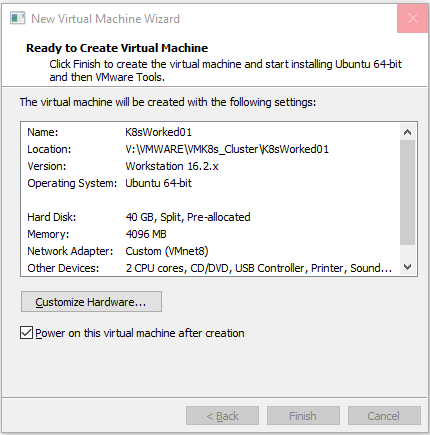 New Virtual Machine Wizard
Ready to Create Virtual Machine
Click Finish to create the virtual machine and start installing Ubuntu 64-bit
and then VMware Tools.
The virtual machine will be created with the following settings:
Name: K8sWorked01
Location: V:\VMWARE\VMK8s_Cluster\K8sWorked01
Version: Workstation 16.2.x
Operating System: Ubuntu 64-bit
Hard Disk: 40 GB, Split, Pre-allocated
Memory: 4096 MB
Network Adapter: Custom (VMnet8)
Other Devices: 2 CPU cores, CD/DVD, USB Controller, Printer, Sound...
Customize Hardware...
Power on this virtual machine after creation
< Back Finish Cancel